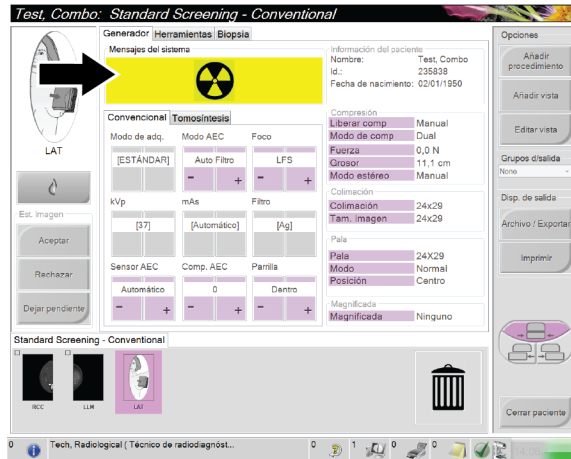 Test, Combo: Standard Screening - Conventional
Generador Herramientas Biopsia
Mensajes del sistema
Información del paciente
Nombre: Test, Combo
Id.: 235838
Fecha de nacimiento: 02/01/1950
LAT
Convencional Tomosíntesis
Modo de adq. Modo AEC Foco
[ESTÁNDAR] Auto Filtro LFS
- + - +
kVp mAs Filtro
[37] [Automático] [Ag]
Sensor AEC Comp. AEC Parrilla
Automático 0 Dentro
- + - + - +
Compresión
Liberar comp Manual
Modo de comp Dual
Fuerza 0,0 N
Grosor 11,1 cm
Modo estéreo Manual
Colimación
Colimación 24x29
Tam. Imagen 24x29
Pala
Pala 24X29
Modo Normal
Posición Centro
Magnificada
Magnificada Ninguno
Est. Imagen
Aceptar
Rechazar
Dejar pendiente
Opciones
Añadir
procedimiento
Añadir vista
Editar vista
Grupos d/salida
None
Disp. de salida
Archivo / Exportar
Imprimir
Cerrar paciente
Standard Screening - Conventional
RCC LLM LAT
0 Tech, Radiological ( Técnico de radiodiagnóst... 0 1 0 0